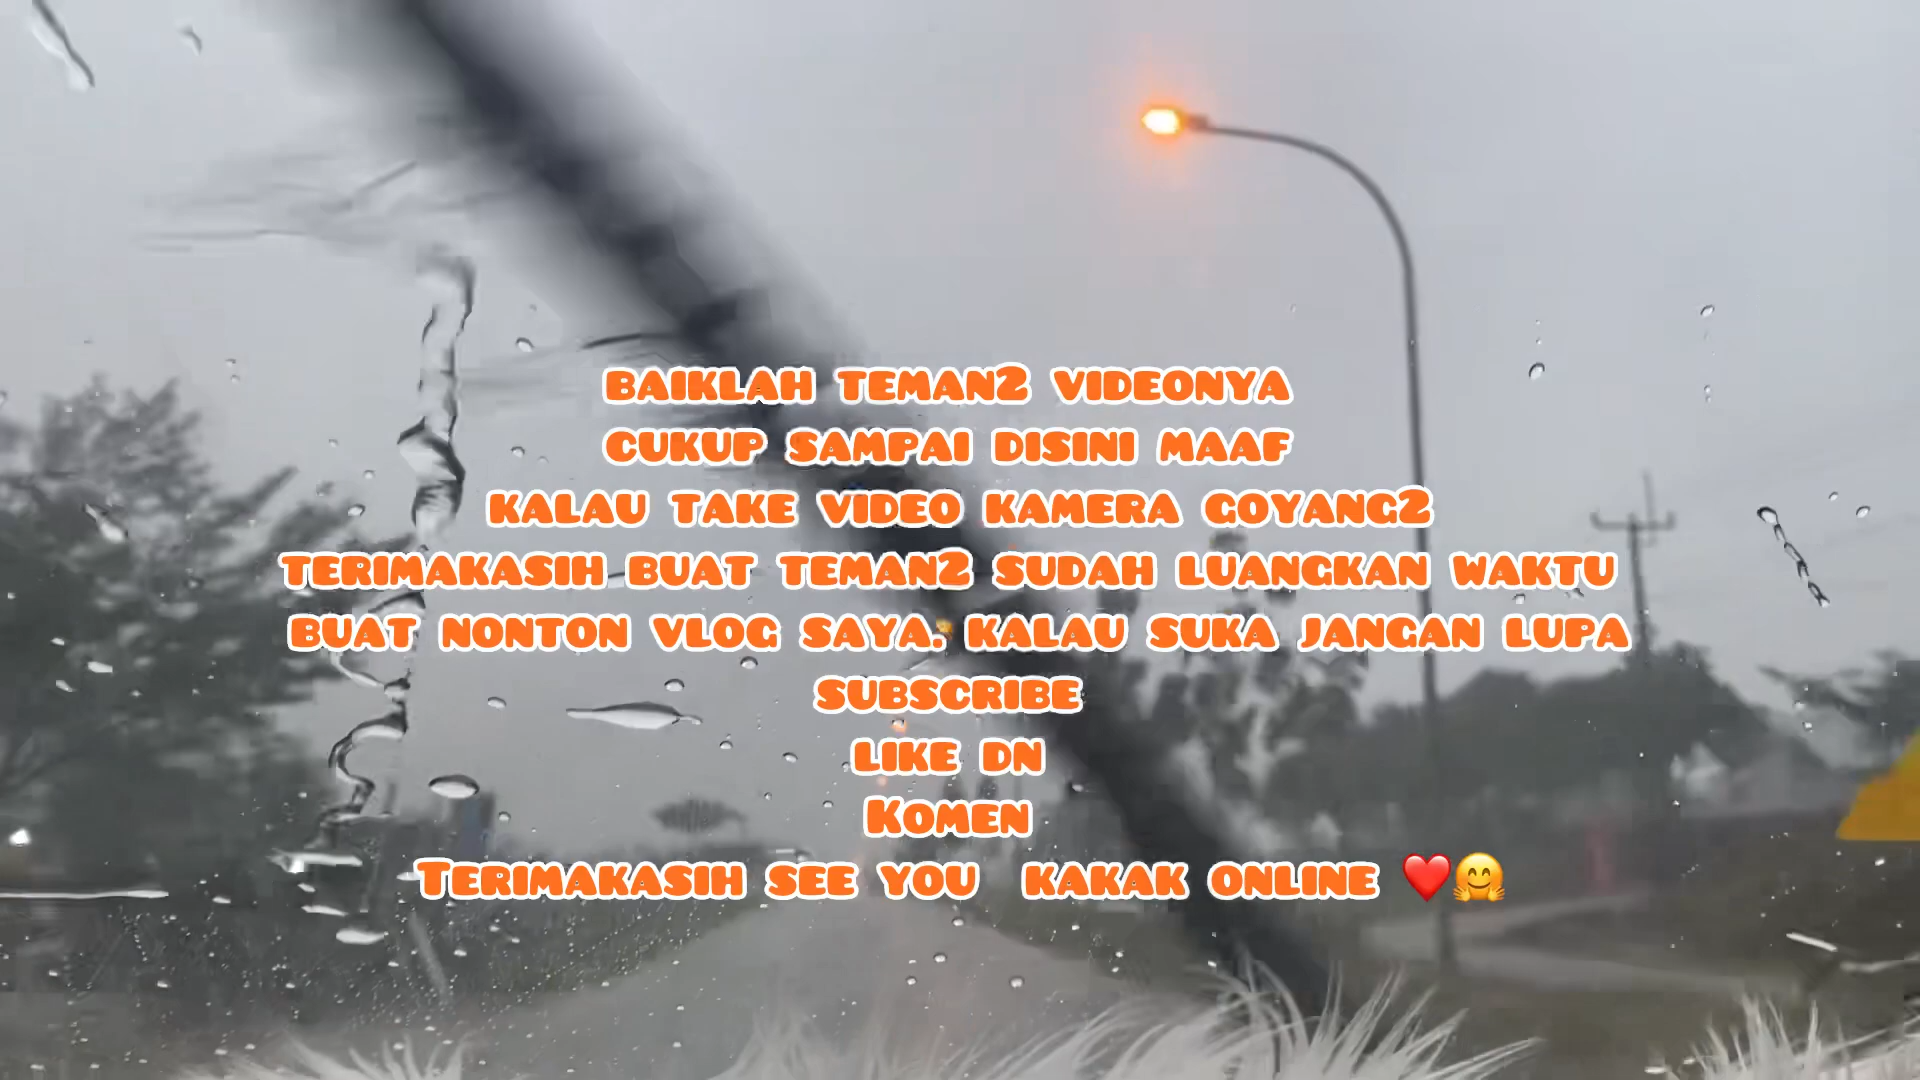 BAIKLAH TEMAN2 VIDEONYA
CUKUP SAMPAI DISINI MAAF
KALAU TAKE VIDEO KAMERA GOYANG2
TERIMAKASIH BUAT TEMAN2 SUDAH LUANGKAN WAKTU
BUAT NONTON VLOG SAYA. KALAU SUKA JANGAN LUPA
SUBSCRIBE
LIKE DN
KOMEN
TERIMAKASIH SEE YOU KAKAK ONLINE ❤️🤗